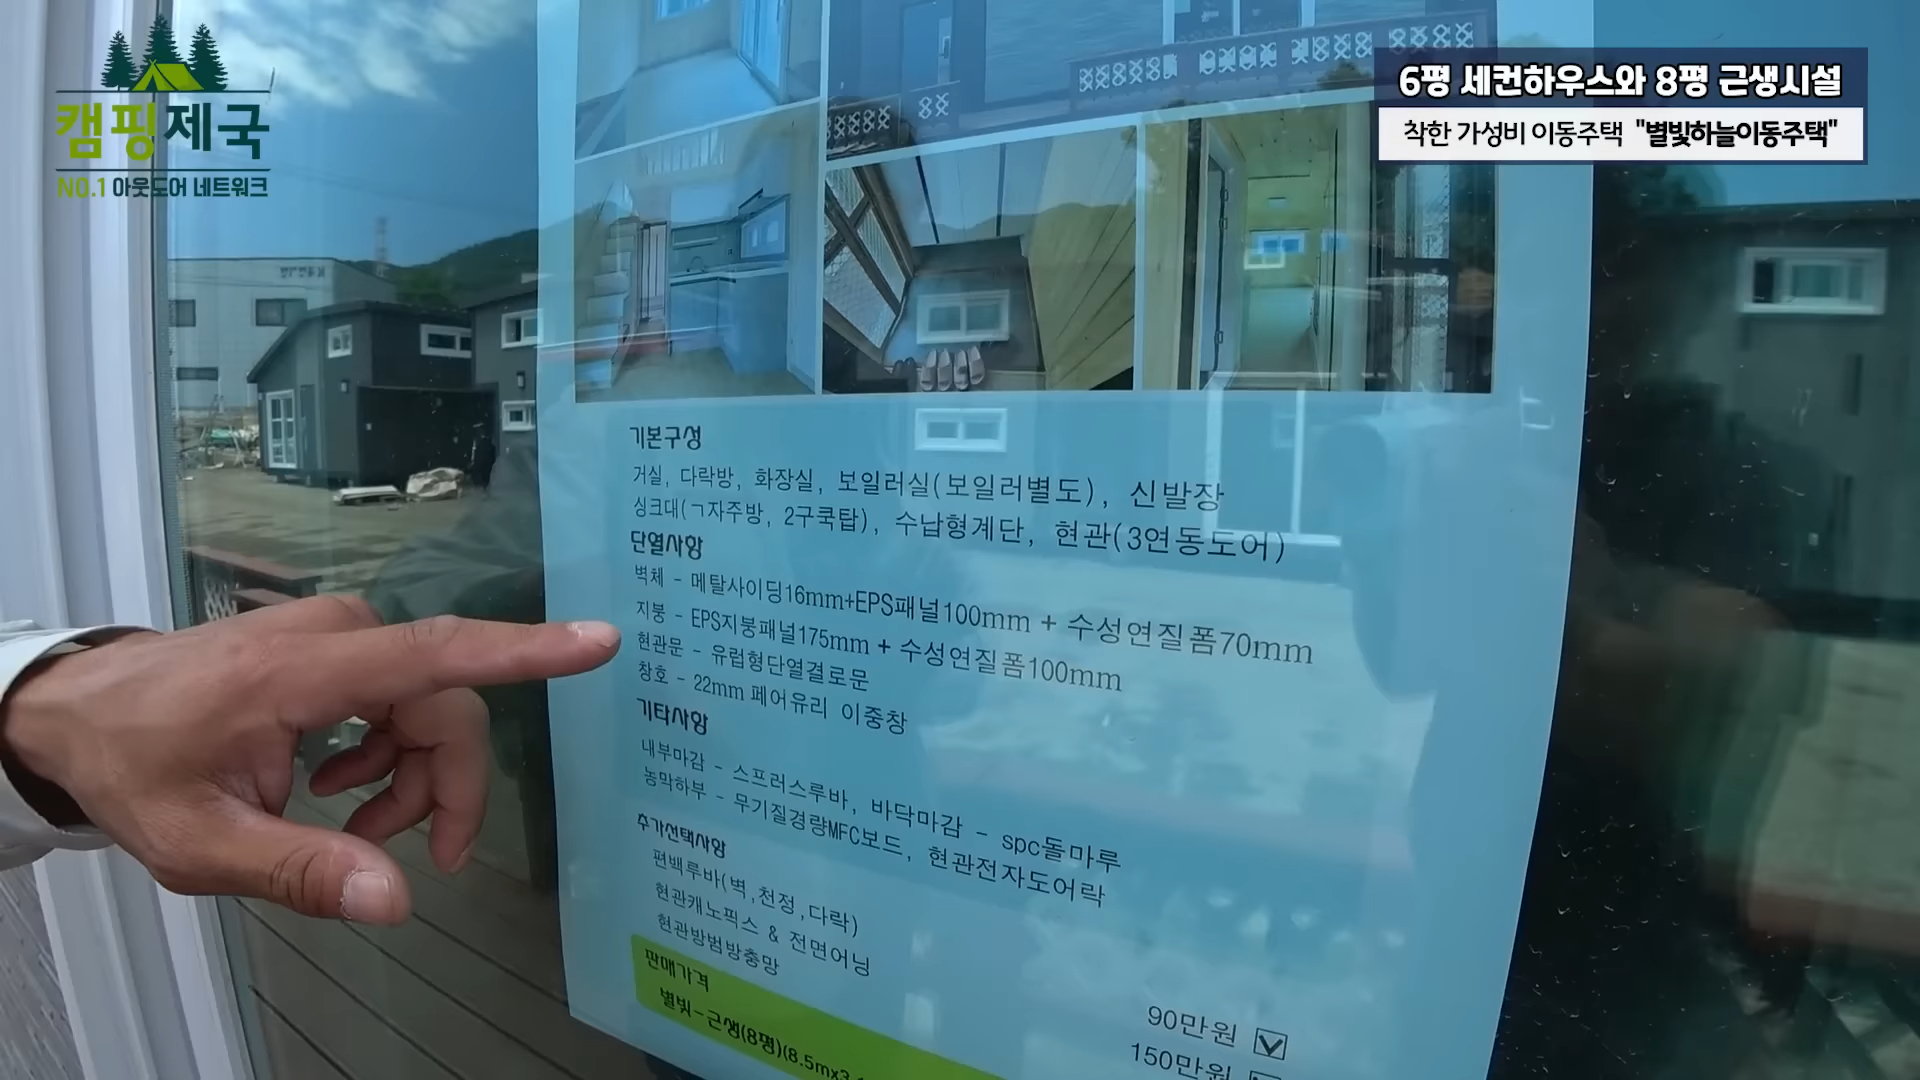 캠핑제국
NO.1 아웃도어 네트워크
6평 세컨하우스와 8평 근생시설
착한 가성비 이동주택 "별빛하늘이동주택"
기본구성
거실, 다락방, 화장실, 보일러실(보일러별도), 신발장
싱크대(ㄱ자주방, 2구쿡탑), 수납형계단, 현관(3연동도어)
단열사항
벽체 - 메탈사이딩16mm+EPS패널100mm + 수성연질폼70mm
지붕 - EPS지붕패널175mm + 수성연질폼100mm
현관문 - 유럽형단열결로문
창호 - 22mm 페어유리 이중창
기타사항
내부마감 - 스프러스루바, 바닥마감 - spc돌마루
농막하부 - 무기질경량MFC보드, 현관전자도어락
추가선택사항
편백루바(벽,천정,다락)
현관캐노픽스 & 전면어닝
현관방범방충망
90만원
150만원
판매가격
별빛-근생(8평)(8.5mx3.